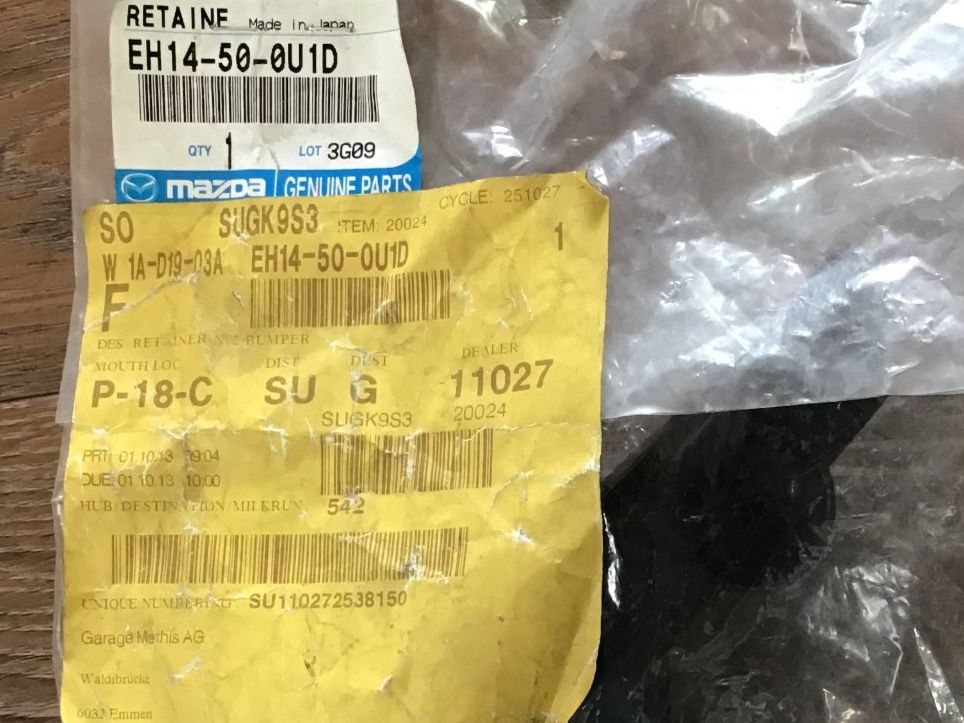 RETAINE Made in Japan
EH14-50-0U1D
QTY 1 LOT 3G09
mazda GENUINE PARTS
CYCLE: 251027
SO SUGK9S3 ITEM: 20024
W 1A-D19-03A EH14-50-0U1D 1
F
DES RETAINER BUMPER
MOUTH LOC DIST DEST DEALER
P-18-C SU G 11027
SUGK9S3 20024
PRT: 01.10.13 09:04
DUE: 01.10.13 10:00
HUB/DESTINATION/MILKRUN 542
UNIQUE NUMBERING: SU110272538150
Garage Methis AG
Waldibrücke
6032 Emmen